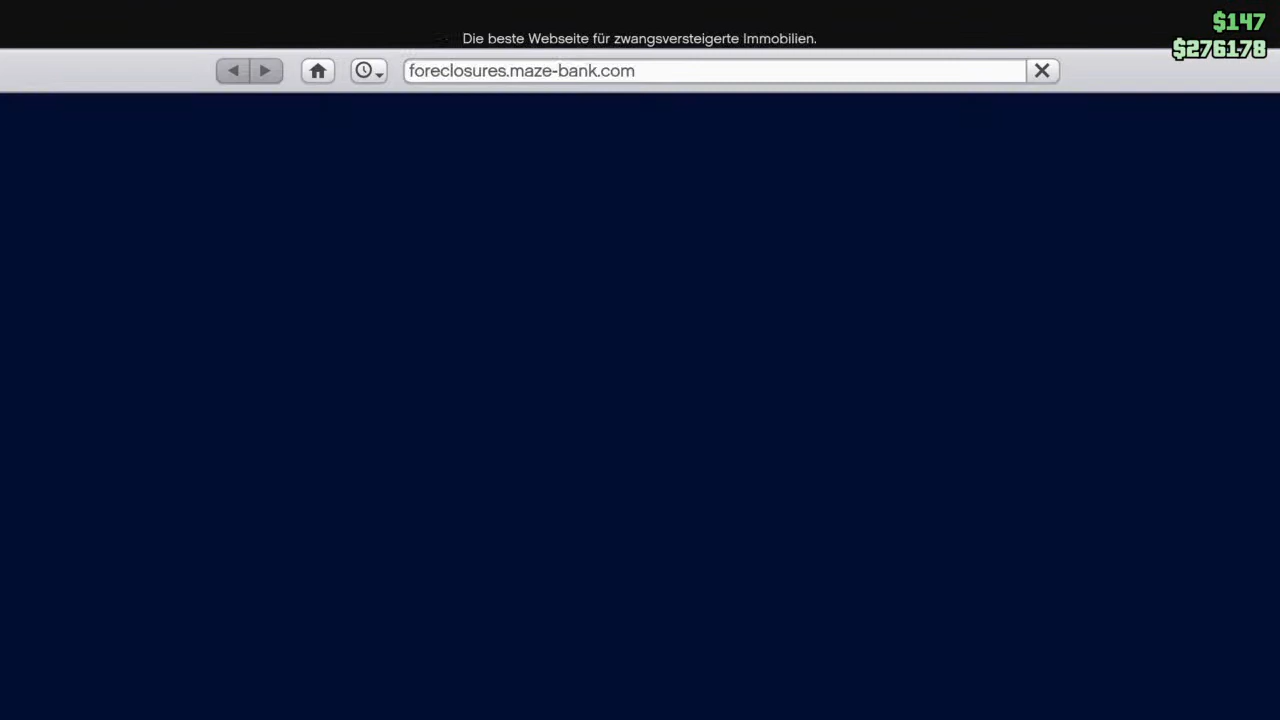 $147
Die beste Webseite für zwangsversteigerte Immobilien.
$276178
foreclosures.maze-bank.com